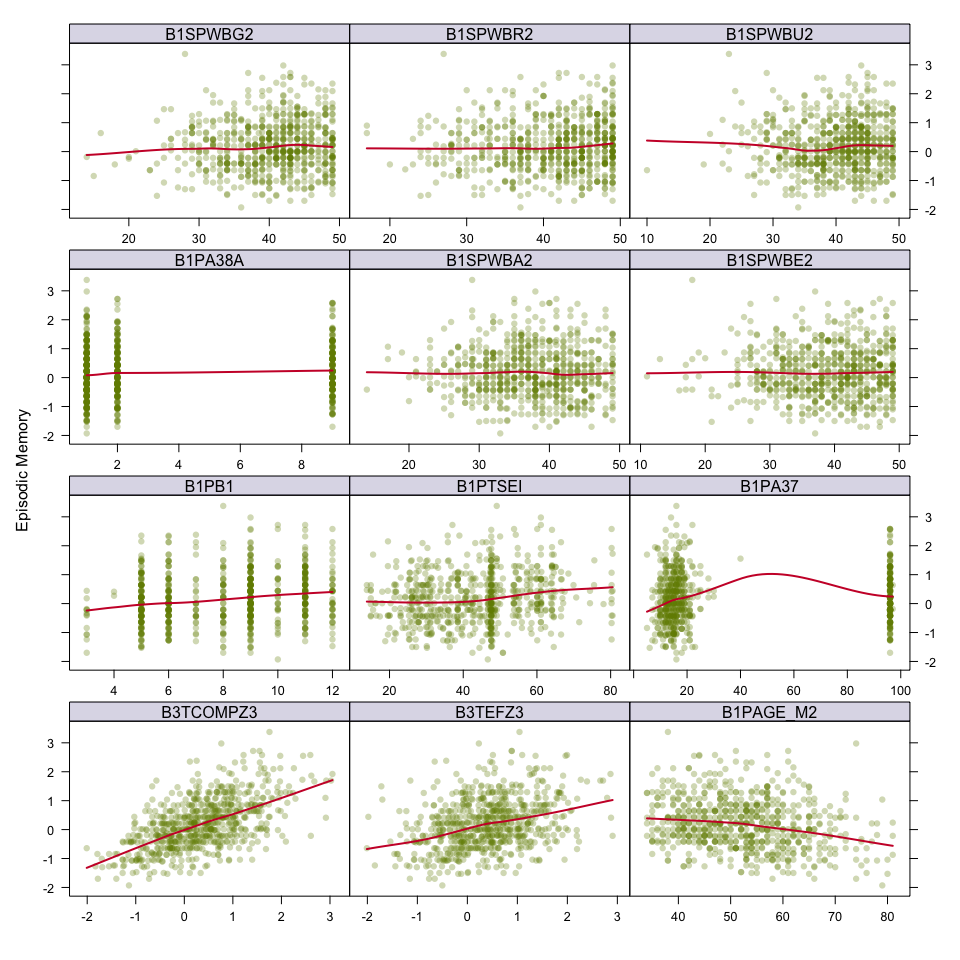 B1SPWBG2 B1SPWBR2 B1SPWBU2
3
2
1
0
-1
-2
20 30 40 50 20 30 40 50 10 20 30 40 50
B1PA38A B1SPWBA2 B1SPWBE2
3
2
1
0
-1
-2
2 4 6 8 20 30 40 50 10 20 30 40 50
Episodic Memory
B1PB1 B1PTSEI B1PA37
3
2
1
0
-1
-2
4 6 8 10 12 20 40 60 80 20 40 60 80 100
B3TCOMPZ3 B3TEFZ3 B1PAGE_M2
3
2
1
0
-1
-2
-2 -1 0 1 2 3 -2 -1 0 1 2 3 40 50 60 70 80